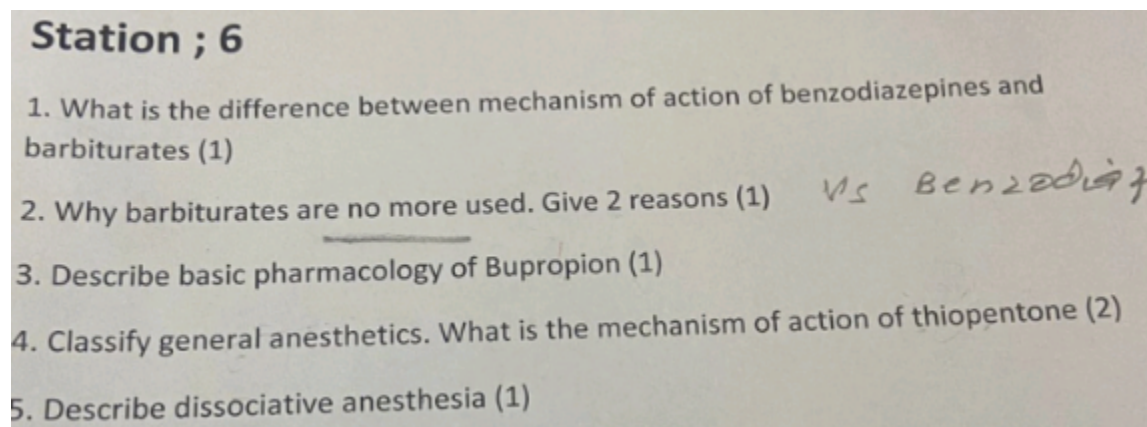 Station ; 6
1. What is the difference between mechanism of action of benzodiazepines and
barbiturates (1)
2. Why barbiturates are no more used. Give 2 reasons (1) Vs Benzodiaz
3. Describe basic pharmacology of Bupropion (1)
4. Classify general anesthetics. What is the mechanism of action of thiopentone (2)
5. Describe dissociative anesthesia (1)